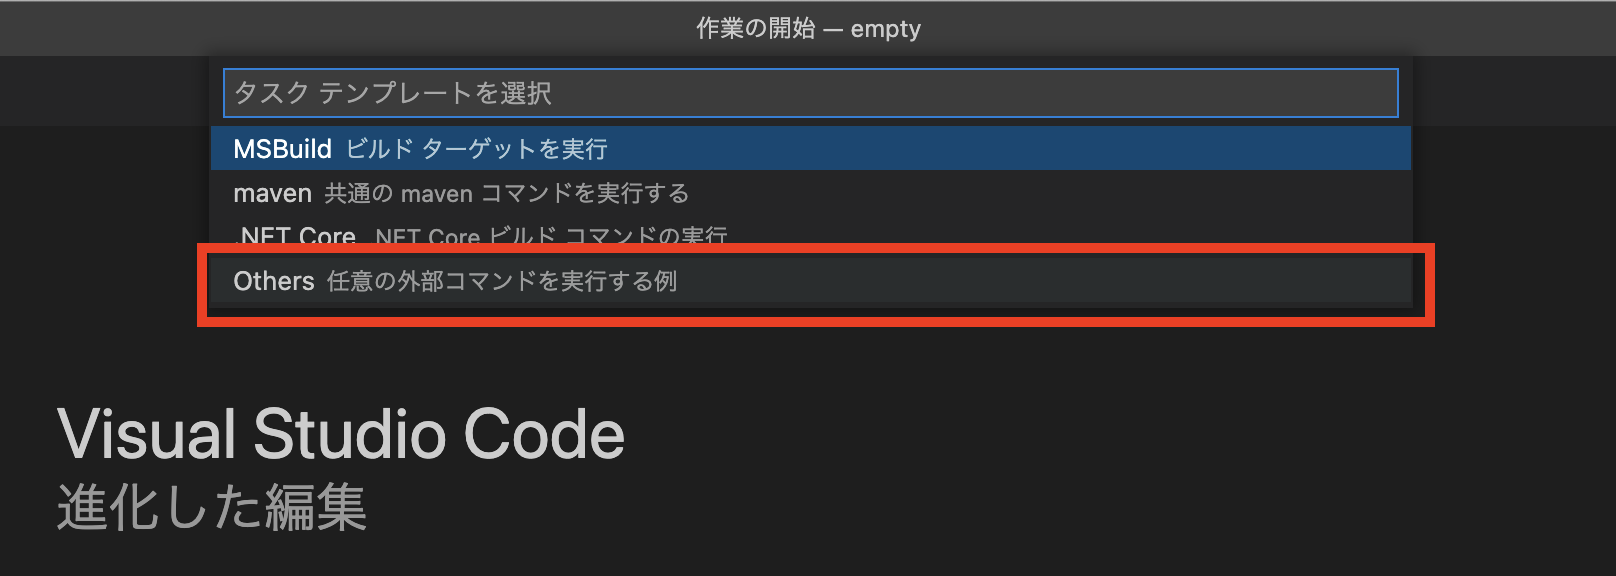 作業の開始 — empty
タスク テンプレートを選択
MSBuild ビルド ターゲットを実行
maven 共通の maven コマンドを実行する
.NET Core .NET Core ビルド コマンドの実行
Others 任意の外部コマンドを実行する例
Visual Studio Code
進化した編集